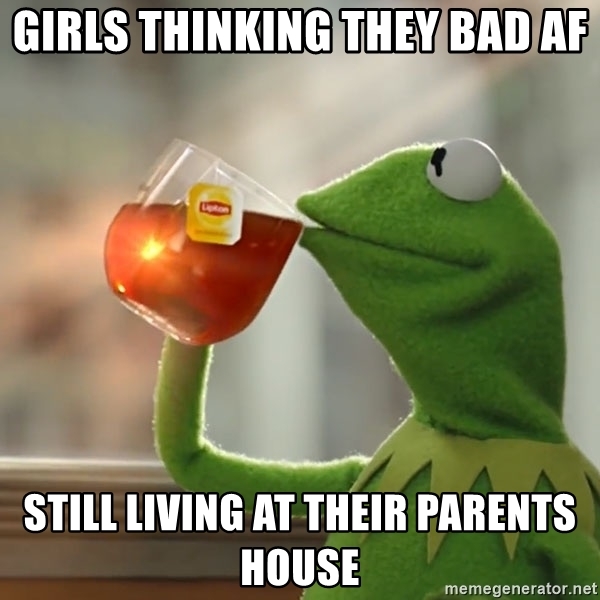 GIRLS THINKING THEY BAD AF
Lipton
STILL LIVING AT THEIR PARENTS
HOUSE
memegenerator.net